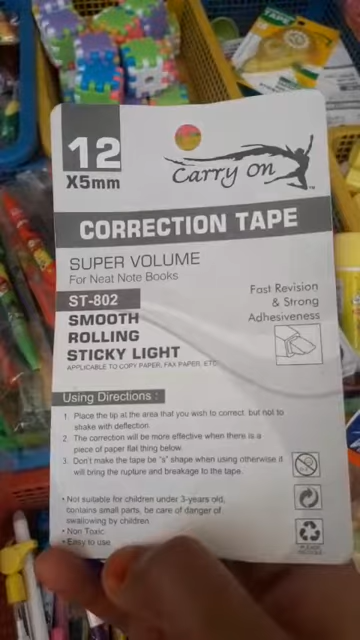 12
X5mm
Carry on
TM
CORRECTION TAPE
SUPER VOLUME
For Neat Note Books
ST-802
SMOOTH
ROLLING
STICKY LIGHT
APPLICABLE TO COPY PAPER, FAX PAPER, ETC
Fast Revision
& Strong
Adhesiveness
Using Directions :
1. Place the tip at the area that you wish to correct, but not to
shake with deflection.
2. The correction will be more effective when there is a
piece of paper flat thing below.
3. Don't make the tape be "s" shape when using otherwise it
will bring the rupture and breakage to the tape.
• Not suitable for children under 3-years old,
contains small parts, be care of danger of
swallowing by children
• Non Toxic
• Easy to use
PLEASE
RECYCLE
TAPE